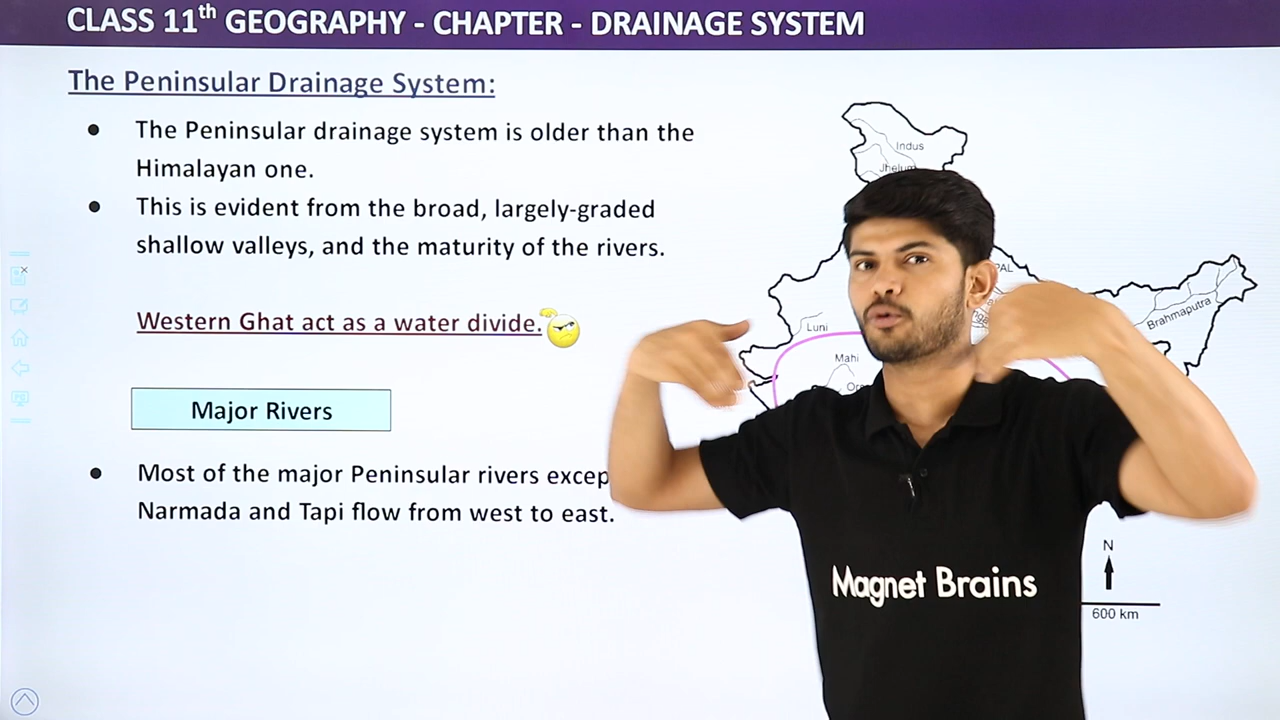 CLASS 11th GEOGRAPHY - CHAPTER - DRAINAGE SYSTEM
The Peninsular Drainage System:
● The Peninsular drainage system is older than the
Himalayan one.
● This is evident from the broad, largely-graded
shallow valleys, and the maturity of the rivers.
Western Ghat act as a water divide.
Major Rivers
● Most of the major Peninsular rivers excep
Narmada and Tapi flow from west to east.
Indus
Jhelum
PAL
Luni
Brahmaputra
Mahi
N
600 km
Magnet Brains